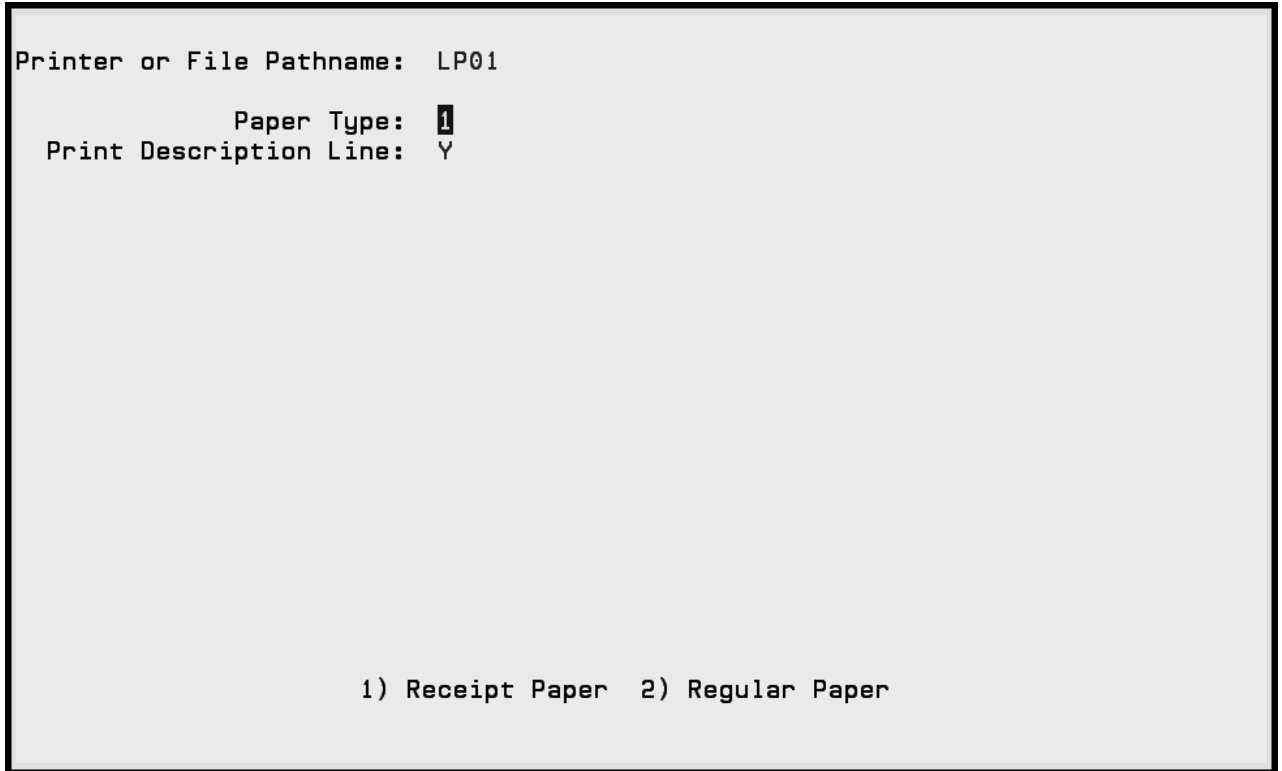 Printer or File Pathname: LP01
Paper Type: 1
Print Description Line: Y
1) Receipt Paper 2) Regular Paper